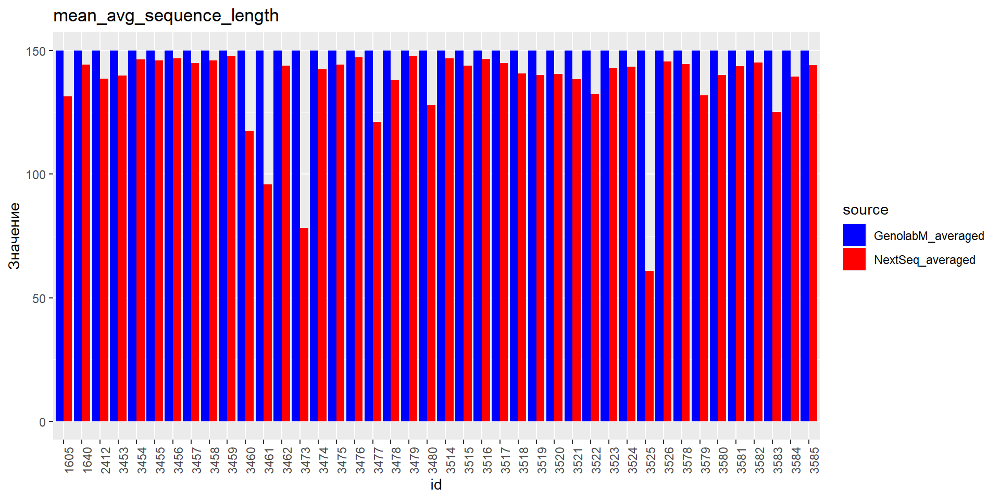 mean_avg_sequence_length
150
100
50
0
Значение
1605 1640 2412 3453 3454 3455 3456 3457 3458 3459 3460 3461 3462 3473 3474 3475 3476 3477 3478 3479 3480 3514 3515 3516 3517 3518 3519 3520 3521 3522 3523 3524 3525 3526 3578 3579 3580 3581 3582 3583 3584 3585
id
source
GenolabM_averaged
NextSeq_averaged